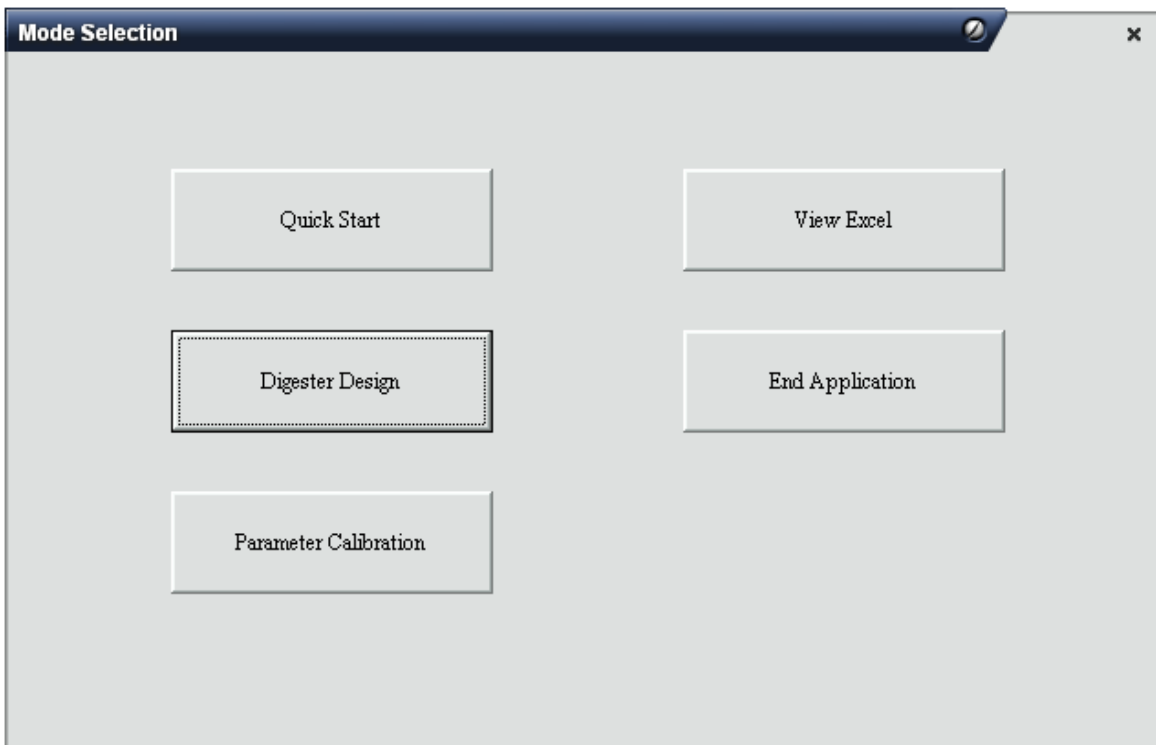 Mode Selection
Quick Start
View Excel
Digester Design
End Application
Parameter Calibration